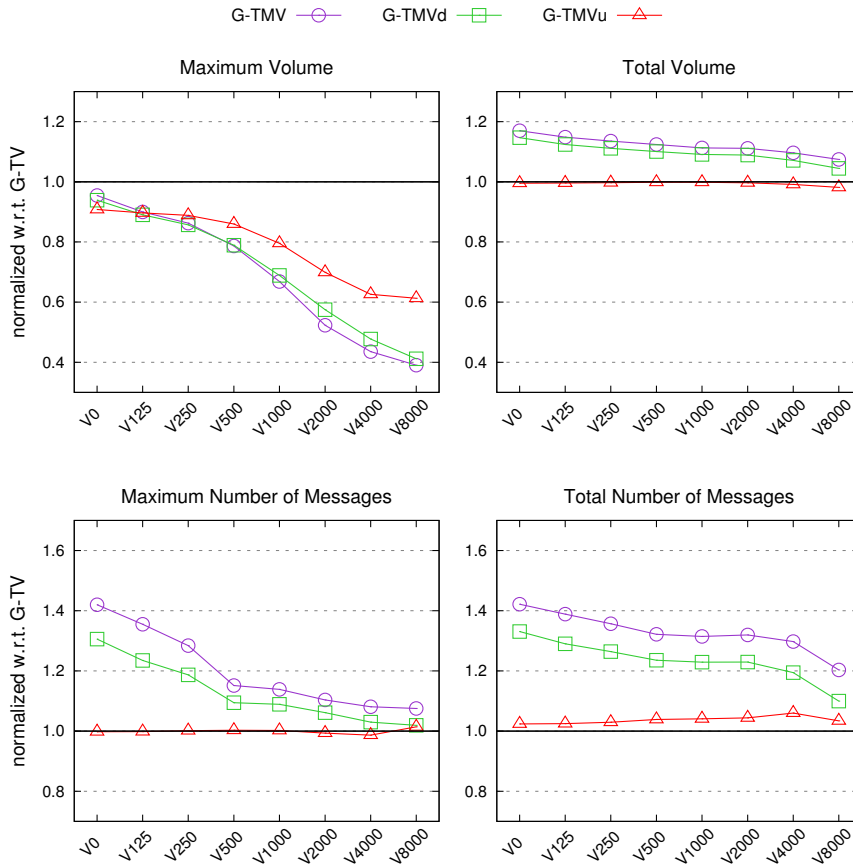 G-TMV G-TMVd G-TMVu
Maximum Volume
Total Volume
normalized w.r.t. G-TV
1.2
1.0
0.8
0.6
0.4
V0 V125 V250 V500 V1000 V2000 V4000 V8000
1.2
1.0
0.8
0.6
0.4
V0 V125 V250 V500 V1000 V2000 V4000 V8000
Maximum Number of Messages
Total Number of Messages
normalized w.r.t. G-TV
1.6
1.4
1.2
1.0
0.8
V0 V125 V250 V500 V1000 V2000 V4000 V8000
1.6
1.4
1.2
1.0
0.8
V0 V125 V250 V500 V1000 V2000 V4000 V8000